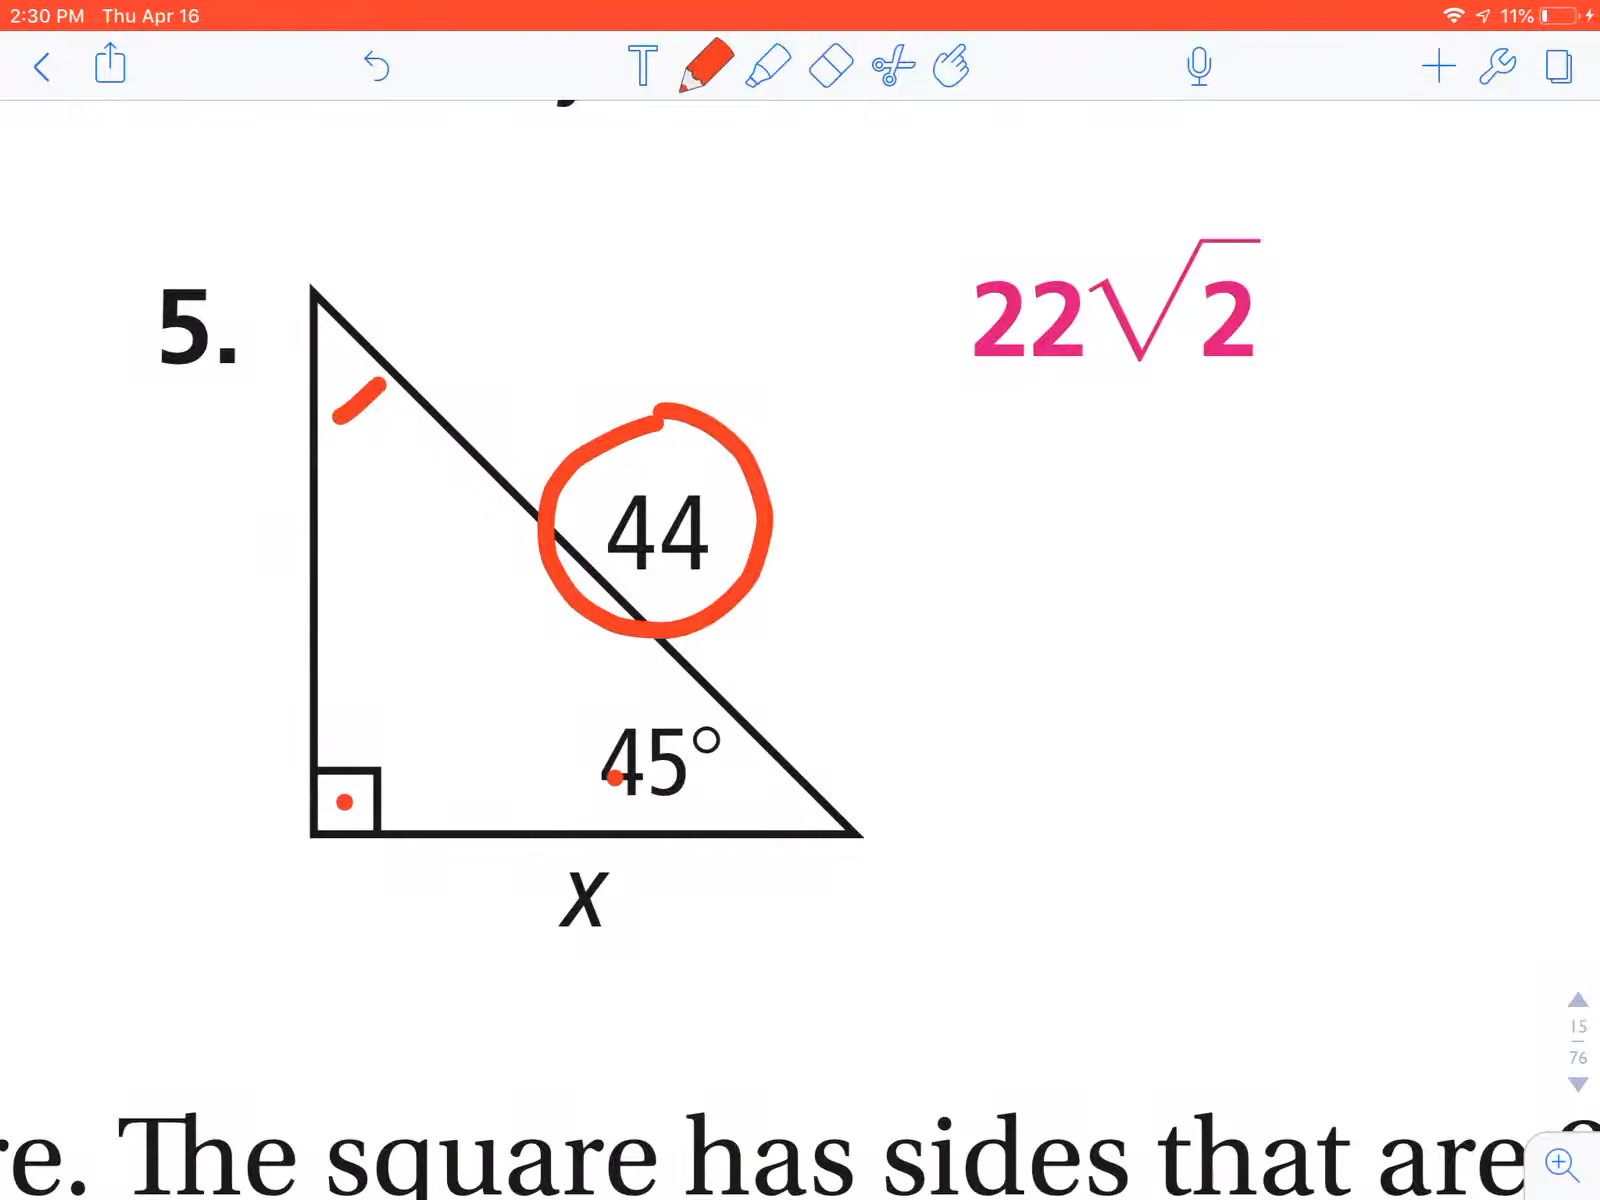 2:30 PM Thu Apr 16
11%
T
5.
22√2
44
45°
x
15
76
re. The square has sides that are